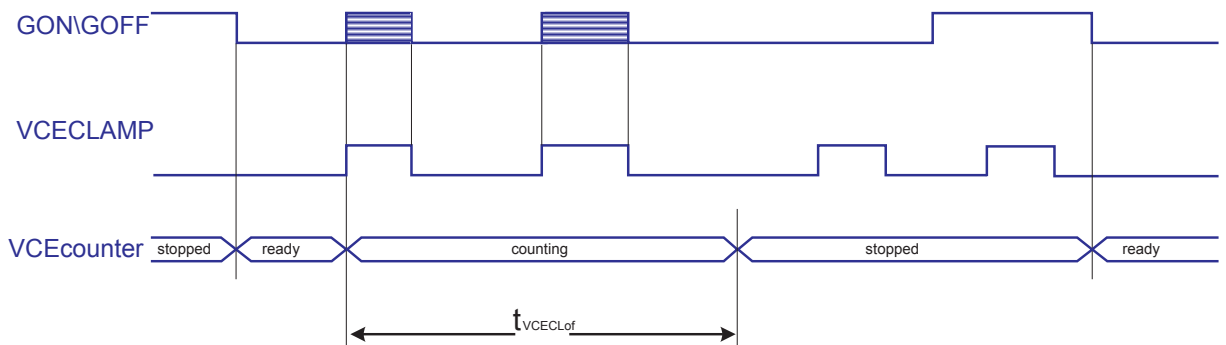 GON\GOFF
VCECLAMP
VCEcounter
stopped ready counting stopped ready
tVCECLof